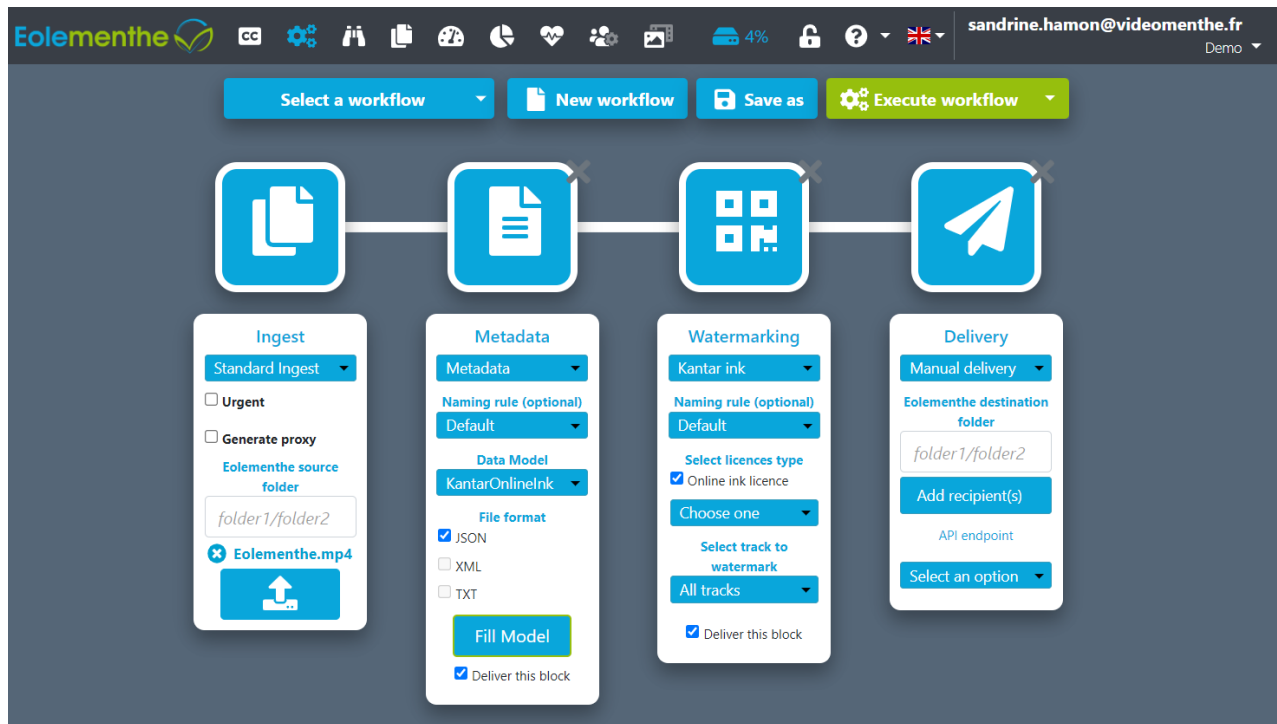 Eolementhe
CC
4%
sandrine.hamon@videomenthe.fr
Demo
Select a workflow
New workflow
Save as
Execute workflow
Ingest
Standard Ingest
Urgent
Generate proxy
Eolementhe source
folder
folder1/folder2
Eolementhe.mp4
Metadata
Metadata
Naming rule (optional)
Default
Data Model
KantarOnlineInk
File format
JSON
XML
TXT
Fill Model
Deliver this block
Watermarking
Kantar ink
Naming rule (optional)
Default
Select licences type
Online ink licence
Choose one
Select track to
watermark
All tracks
Deliver this block
Delivery
Manual delivery
Eolementhe destination
folder
folder1/folder2
Add recipient(s)
API endpoint
Select an option